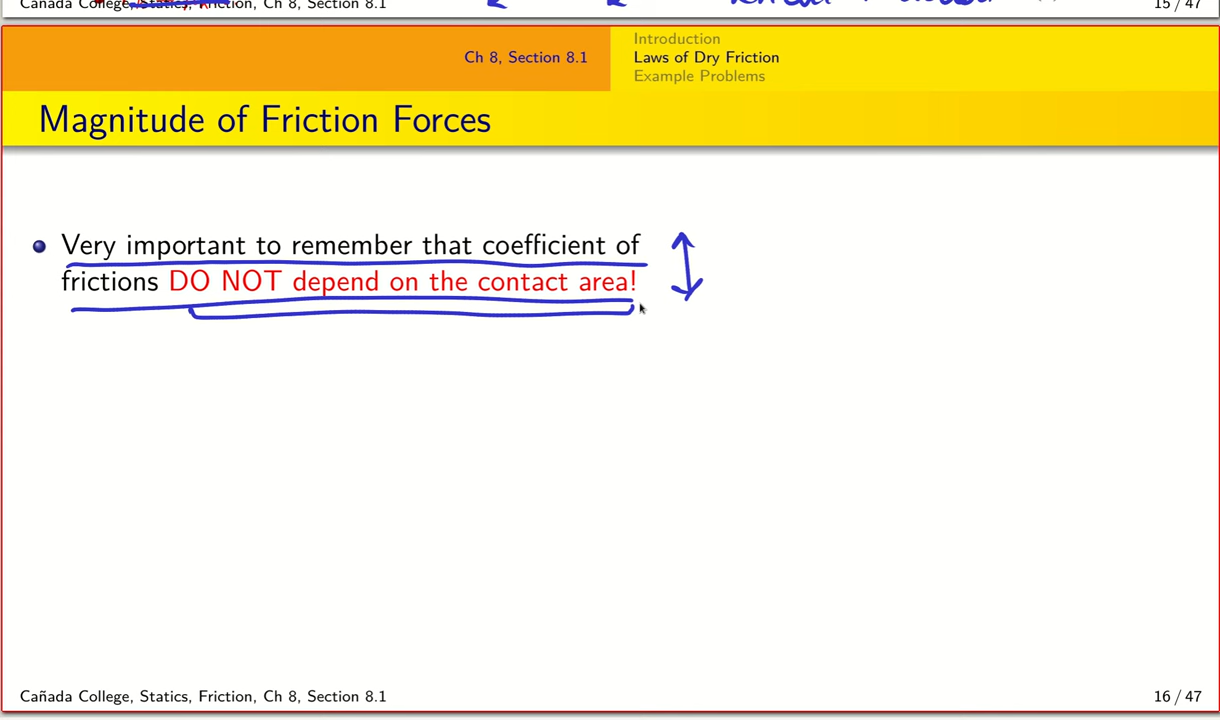 Cañada College, Statics, Friction, Ch 8, Section 8.1
15 / 47
Ch 8, Section 8.1
Introduction
Laws of Dry Friction
Example Problems
Magnitude of Friction Forces
Very important to remember that coefficient of
frictions DO NOT depend on the contact area!
Cañada College, Statics, Friction, Ch 8, Section 8.1
16 / 47